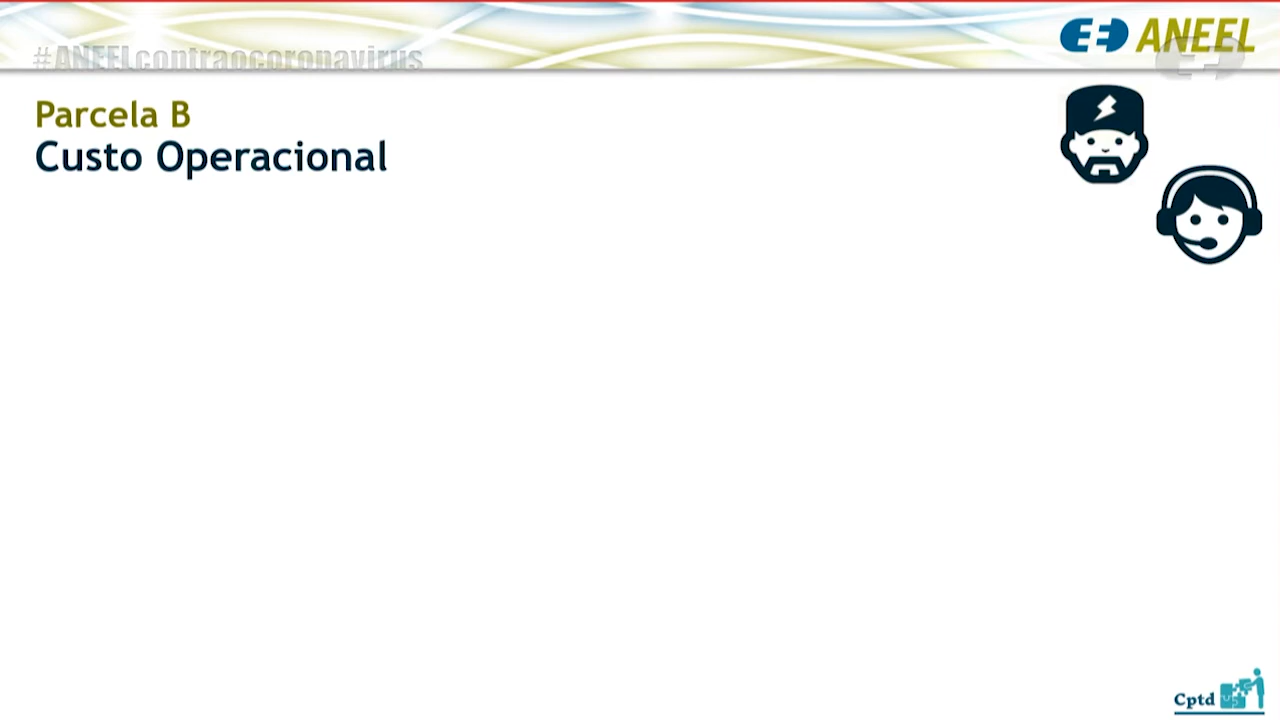 ANEEL
#ANEELcontraocoronavirus
Parcela B
Custo Operacional
Cptd